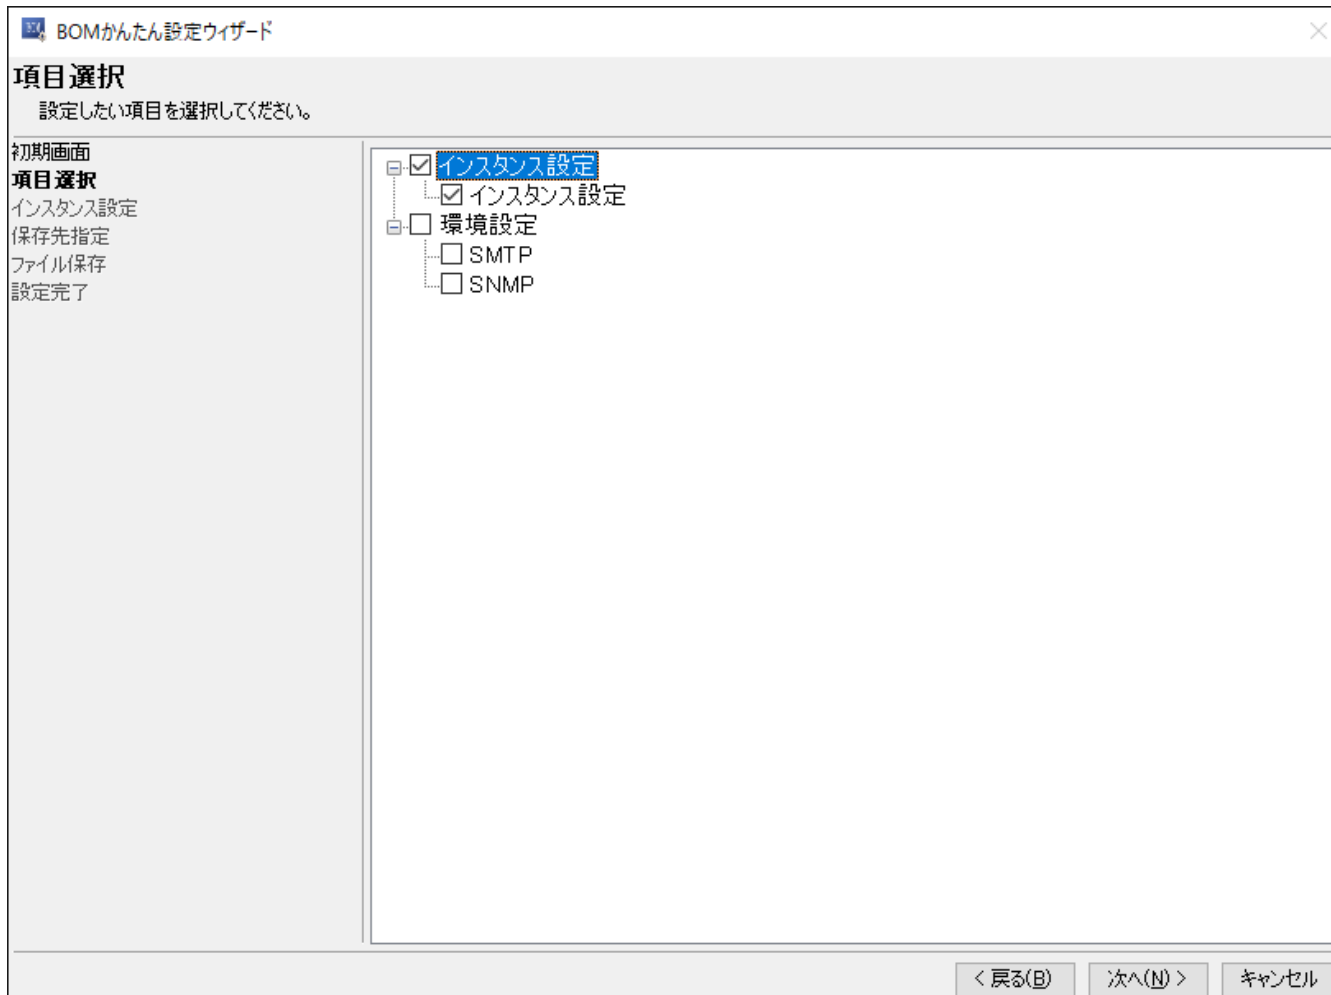 BOMかんたん設定ウィザード
項目選択
設定したい項目を選択してください。
初期画面
項目選択
インスタンス設定
保存先指定
ファイル保存
設定完了
インスタンス設定
インスタンス設定
環境設定
SMTP
SNMP
< 戻る(B)
次へ(N) >
キャンセル